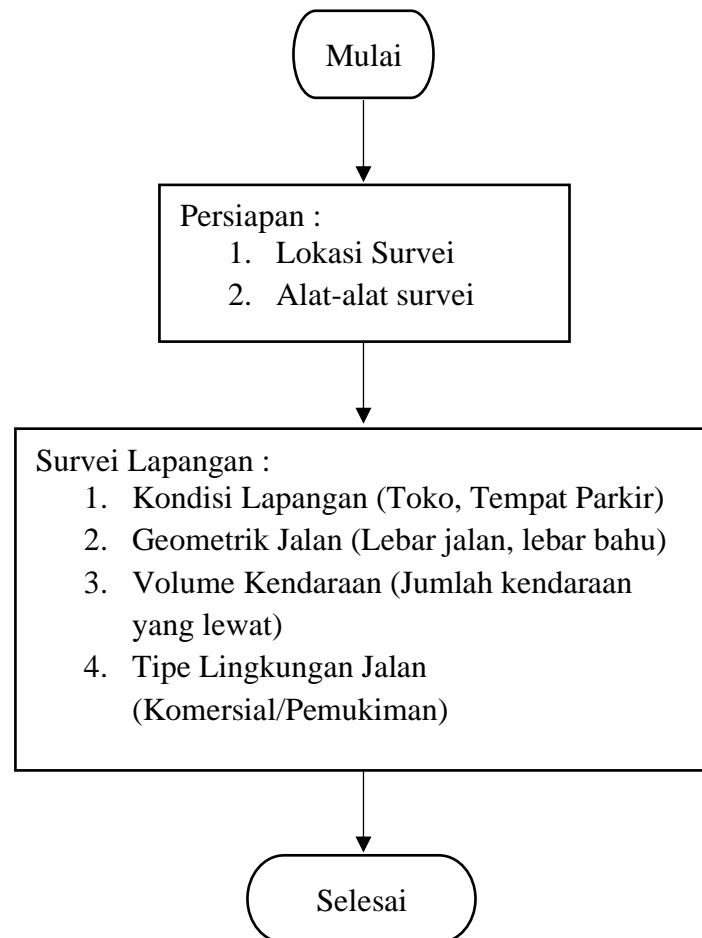 Mulai
Persiapan :
1. Lokasi Survei
2. Alat-alat survei
Survei Lapangan :
1. Kondisi Lapangan (Toko, Tempat Parkir)
2. Geometrik Jalan (Lebar jalan, lebar bahu)
3. Volume Kendaraan (Jumlah kendaraan
yang lewat)
4. Tipe Lingkungan Jalan
(Komersial/Pemukiman)
Selesai